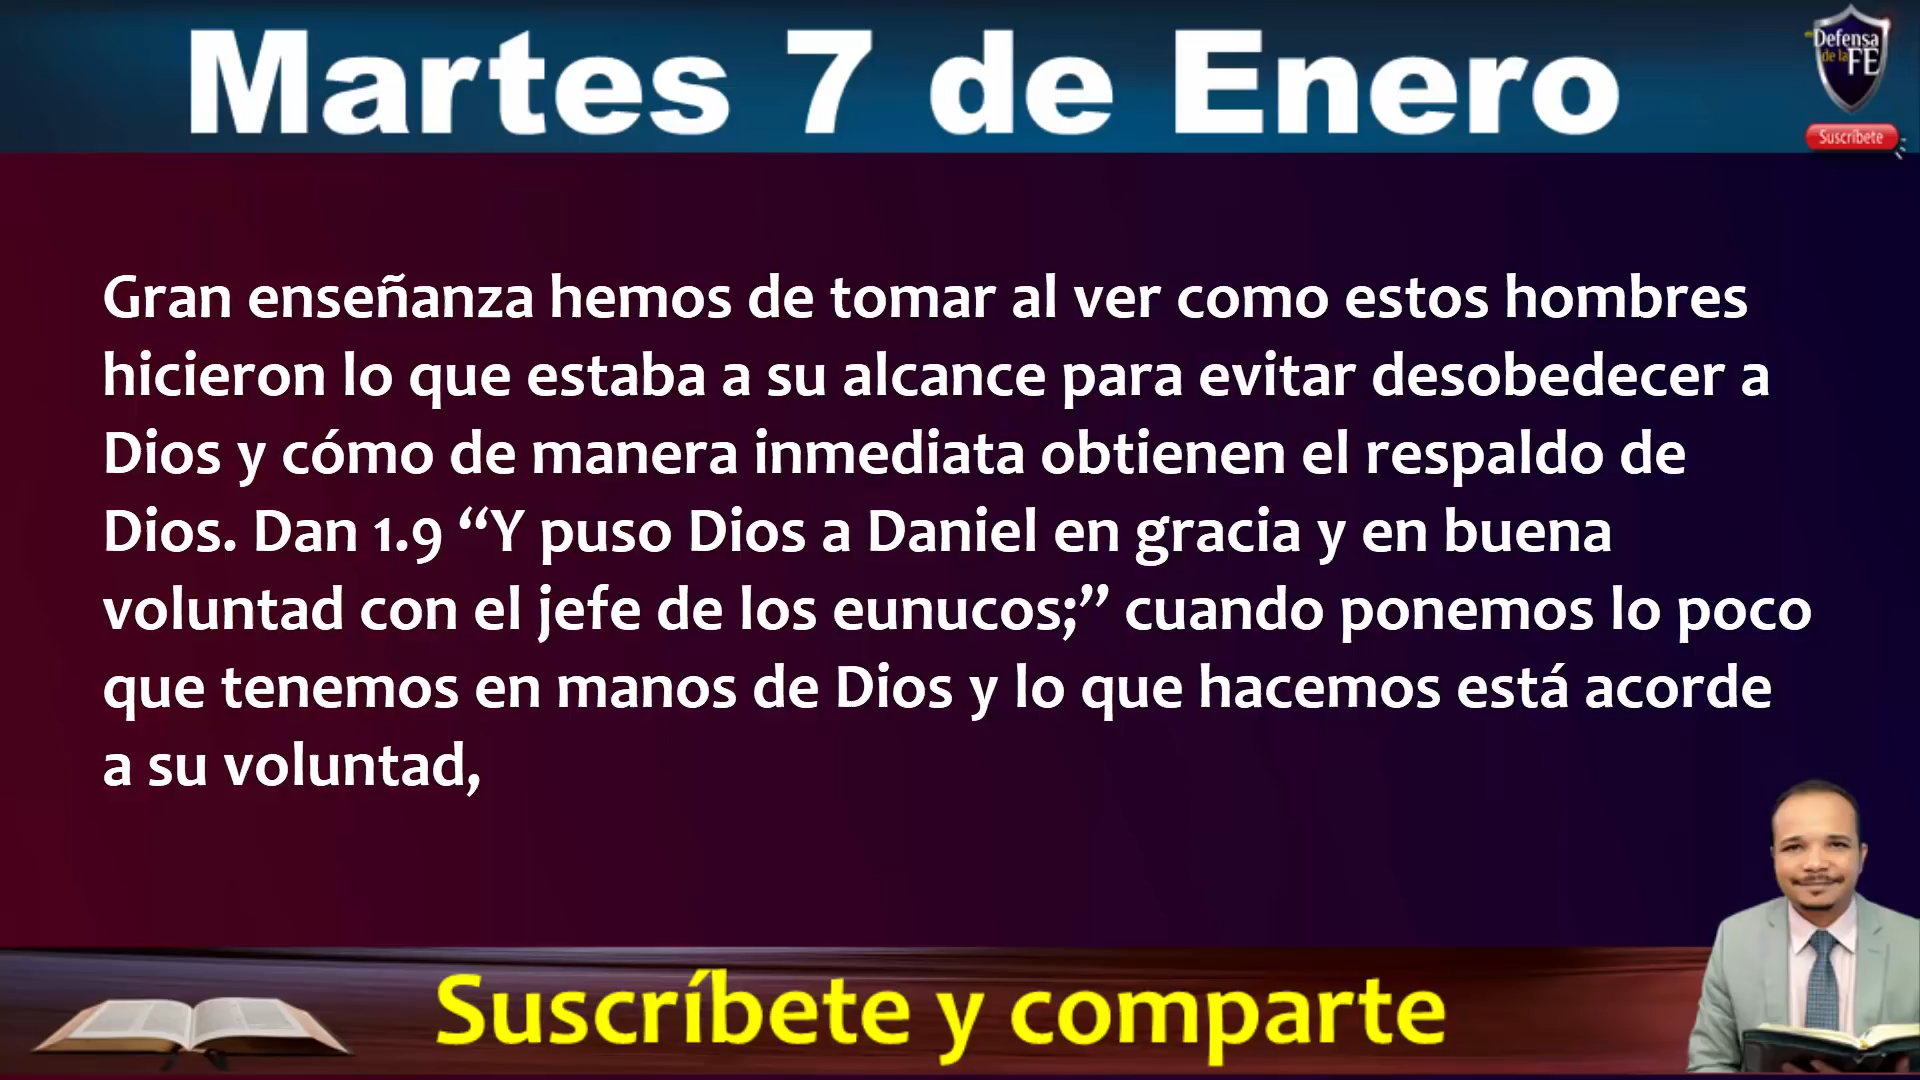 Martes 7 de Enero
Defensa
de la FE
Suscríbete
Gran enseñanza hemos de tomar al ver como estos hombres
hicieron lo que estaba a su alcance para evitar desobedecer a
Dios y cómo de manera inmediata obtienen el respaldo de
Dios. Dan 1.9 “Y puso Dios a Daniel en gracia y en buena
voluntad con el jefe de los eunucos;” cuando ponemos lo poco
que tenemos en manos de Dios y lo que hacemos está acorde
a su voluntad,
Suscríbete y comparte